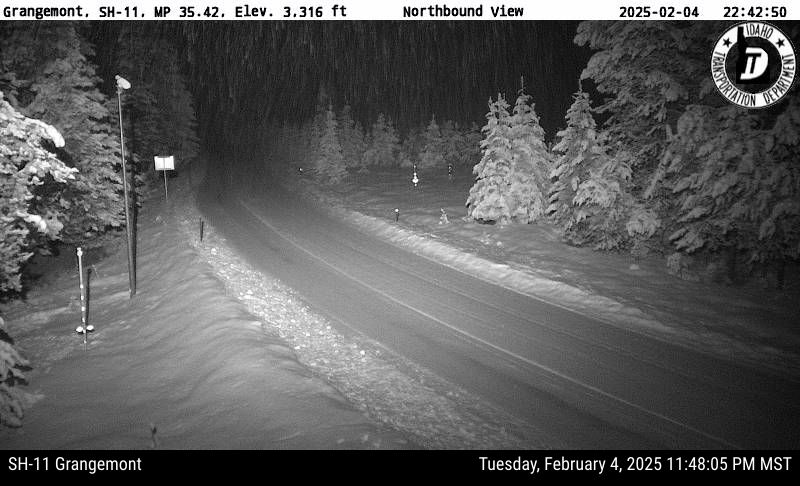 Grangemont, SH-11, MP 35.42, Elev. 3,316 ft Northbound View 2025-02-04 22:42:50
IDAHO
TRANSPORTATION DEPARTMENT
SH-11 Grangemont Tuesday, February 4, 2025 11:48:05 PM MST